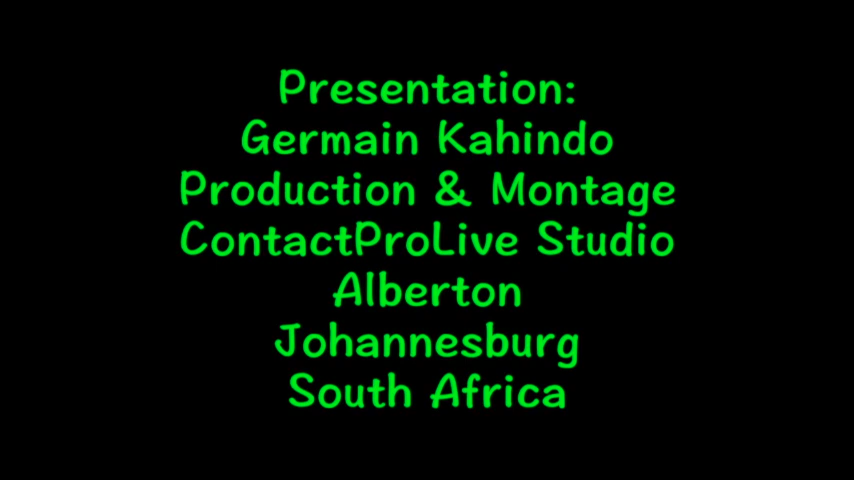 Presentation:
Germain Kahindo
Production & Montage
ContactProLive Studio
Alberton
Johannesburg
South Africa